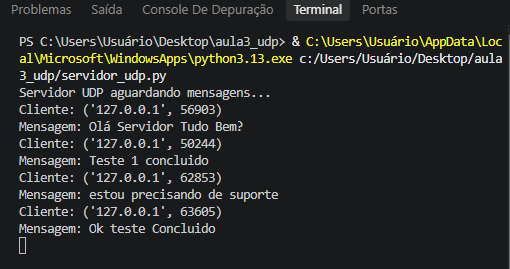 Problemas Saída Console De Depuração Terminal Portas
PS C:\Users\Usuário\Desktop\aula3_udp> & C:\Users\Usuário\AppData\Loc
al\Microsoft\WindowsApps\python3.13.exe c:/Users/Usuário/Desktop/aula
3_udp/servidor_udp.py
Servidor UDP aguardando mensagens...
Cliente: ('127.0.0.1', 56903)
Mensagem: Olá Servidor Tudo Bem?
Cliente: ('127.0.0.1', 50244)
Mensagem: Teste 1 concluido
Cliente: ('127.0.0.1', 62853)
Mensagem: estou precisando de suporte
Cliente: ('127.0.0.1', 63605)
Mensagem: Ok teste Concluido